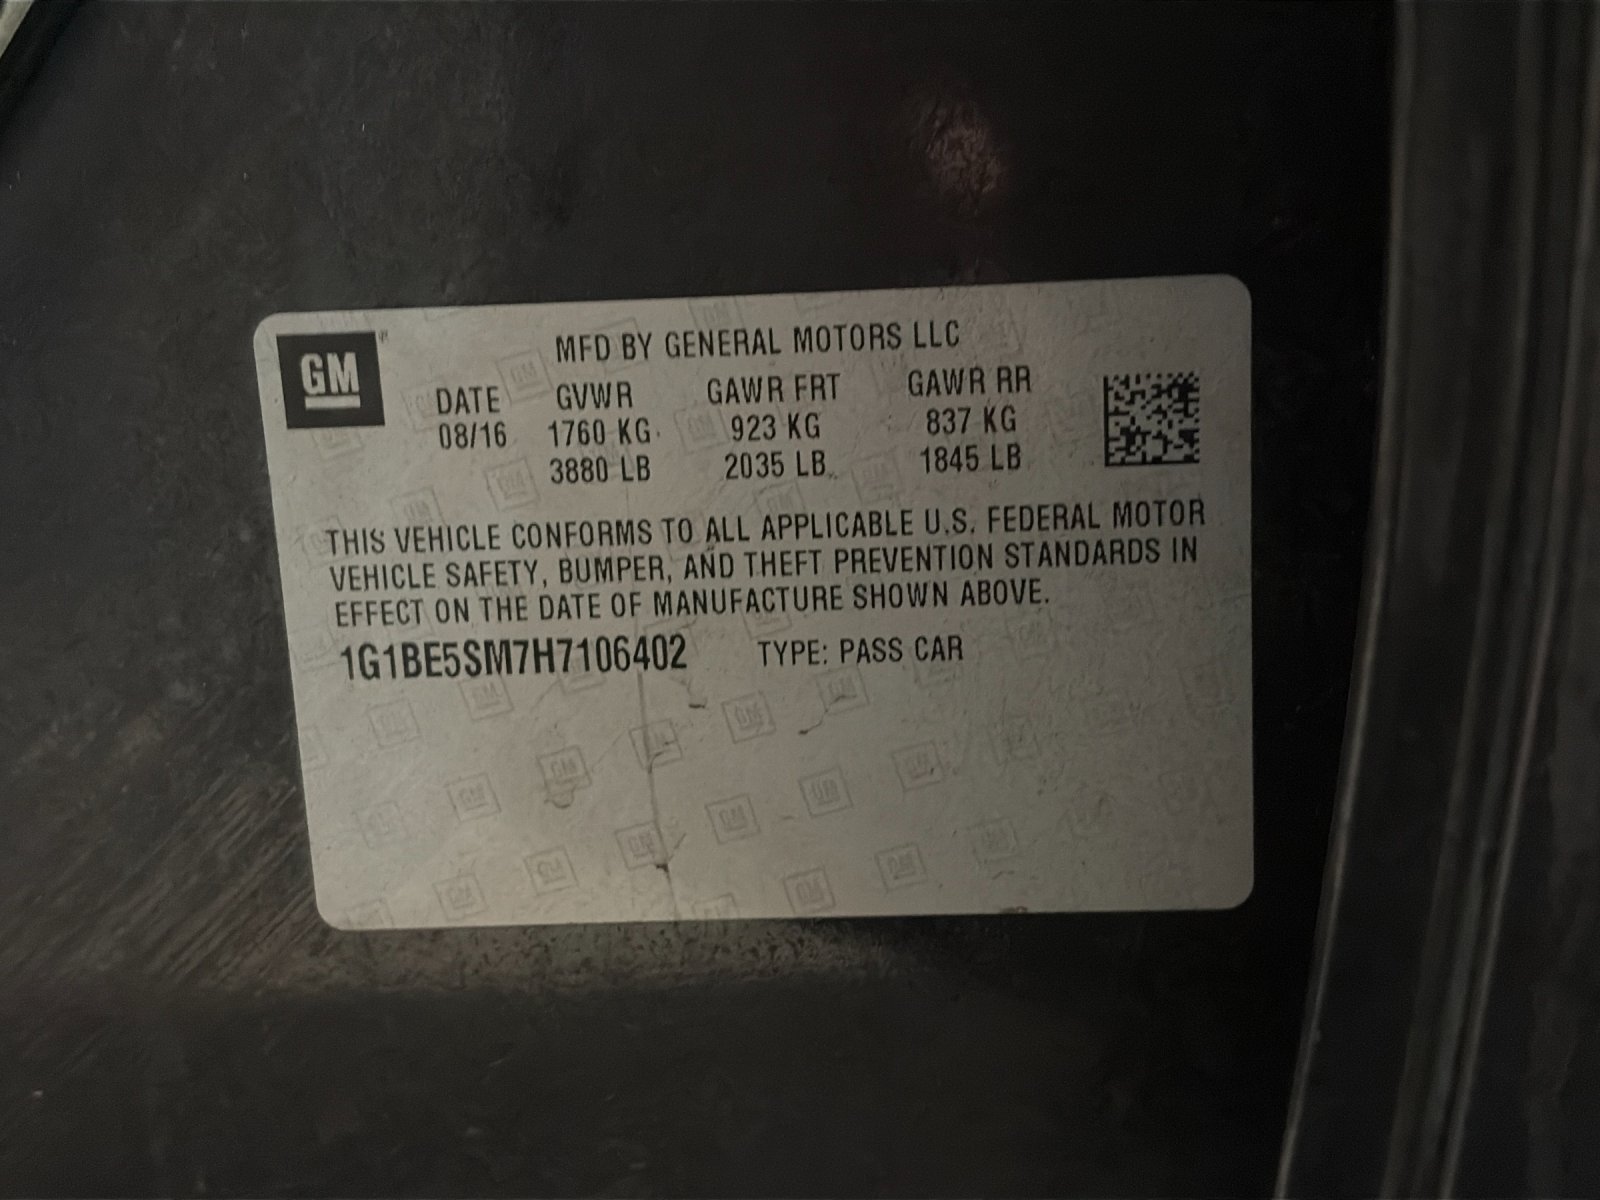 GM
MFD BY GENERAL MOTORS LLC
DATE GVWR GAWR FRT GAWR RR
08/16 1760 KG 923 KG 837 KG
3880 LB 2035 LB 1845 LB
THIS VEHICLE CONFORMS TO ALL APPLICABLE U.S. FEDERAL MOTOR
VEHICLE SAFETY, BUMPER, AND THEFT PREVENTION STANDARDS IN
EFFECT ON THE DATE OF MANUFACTURE SHOWN ABOVE.
1G1BE5SM7H7106402 TYPE: PASS CAR